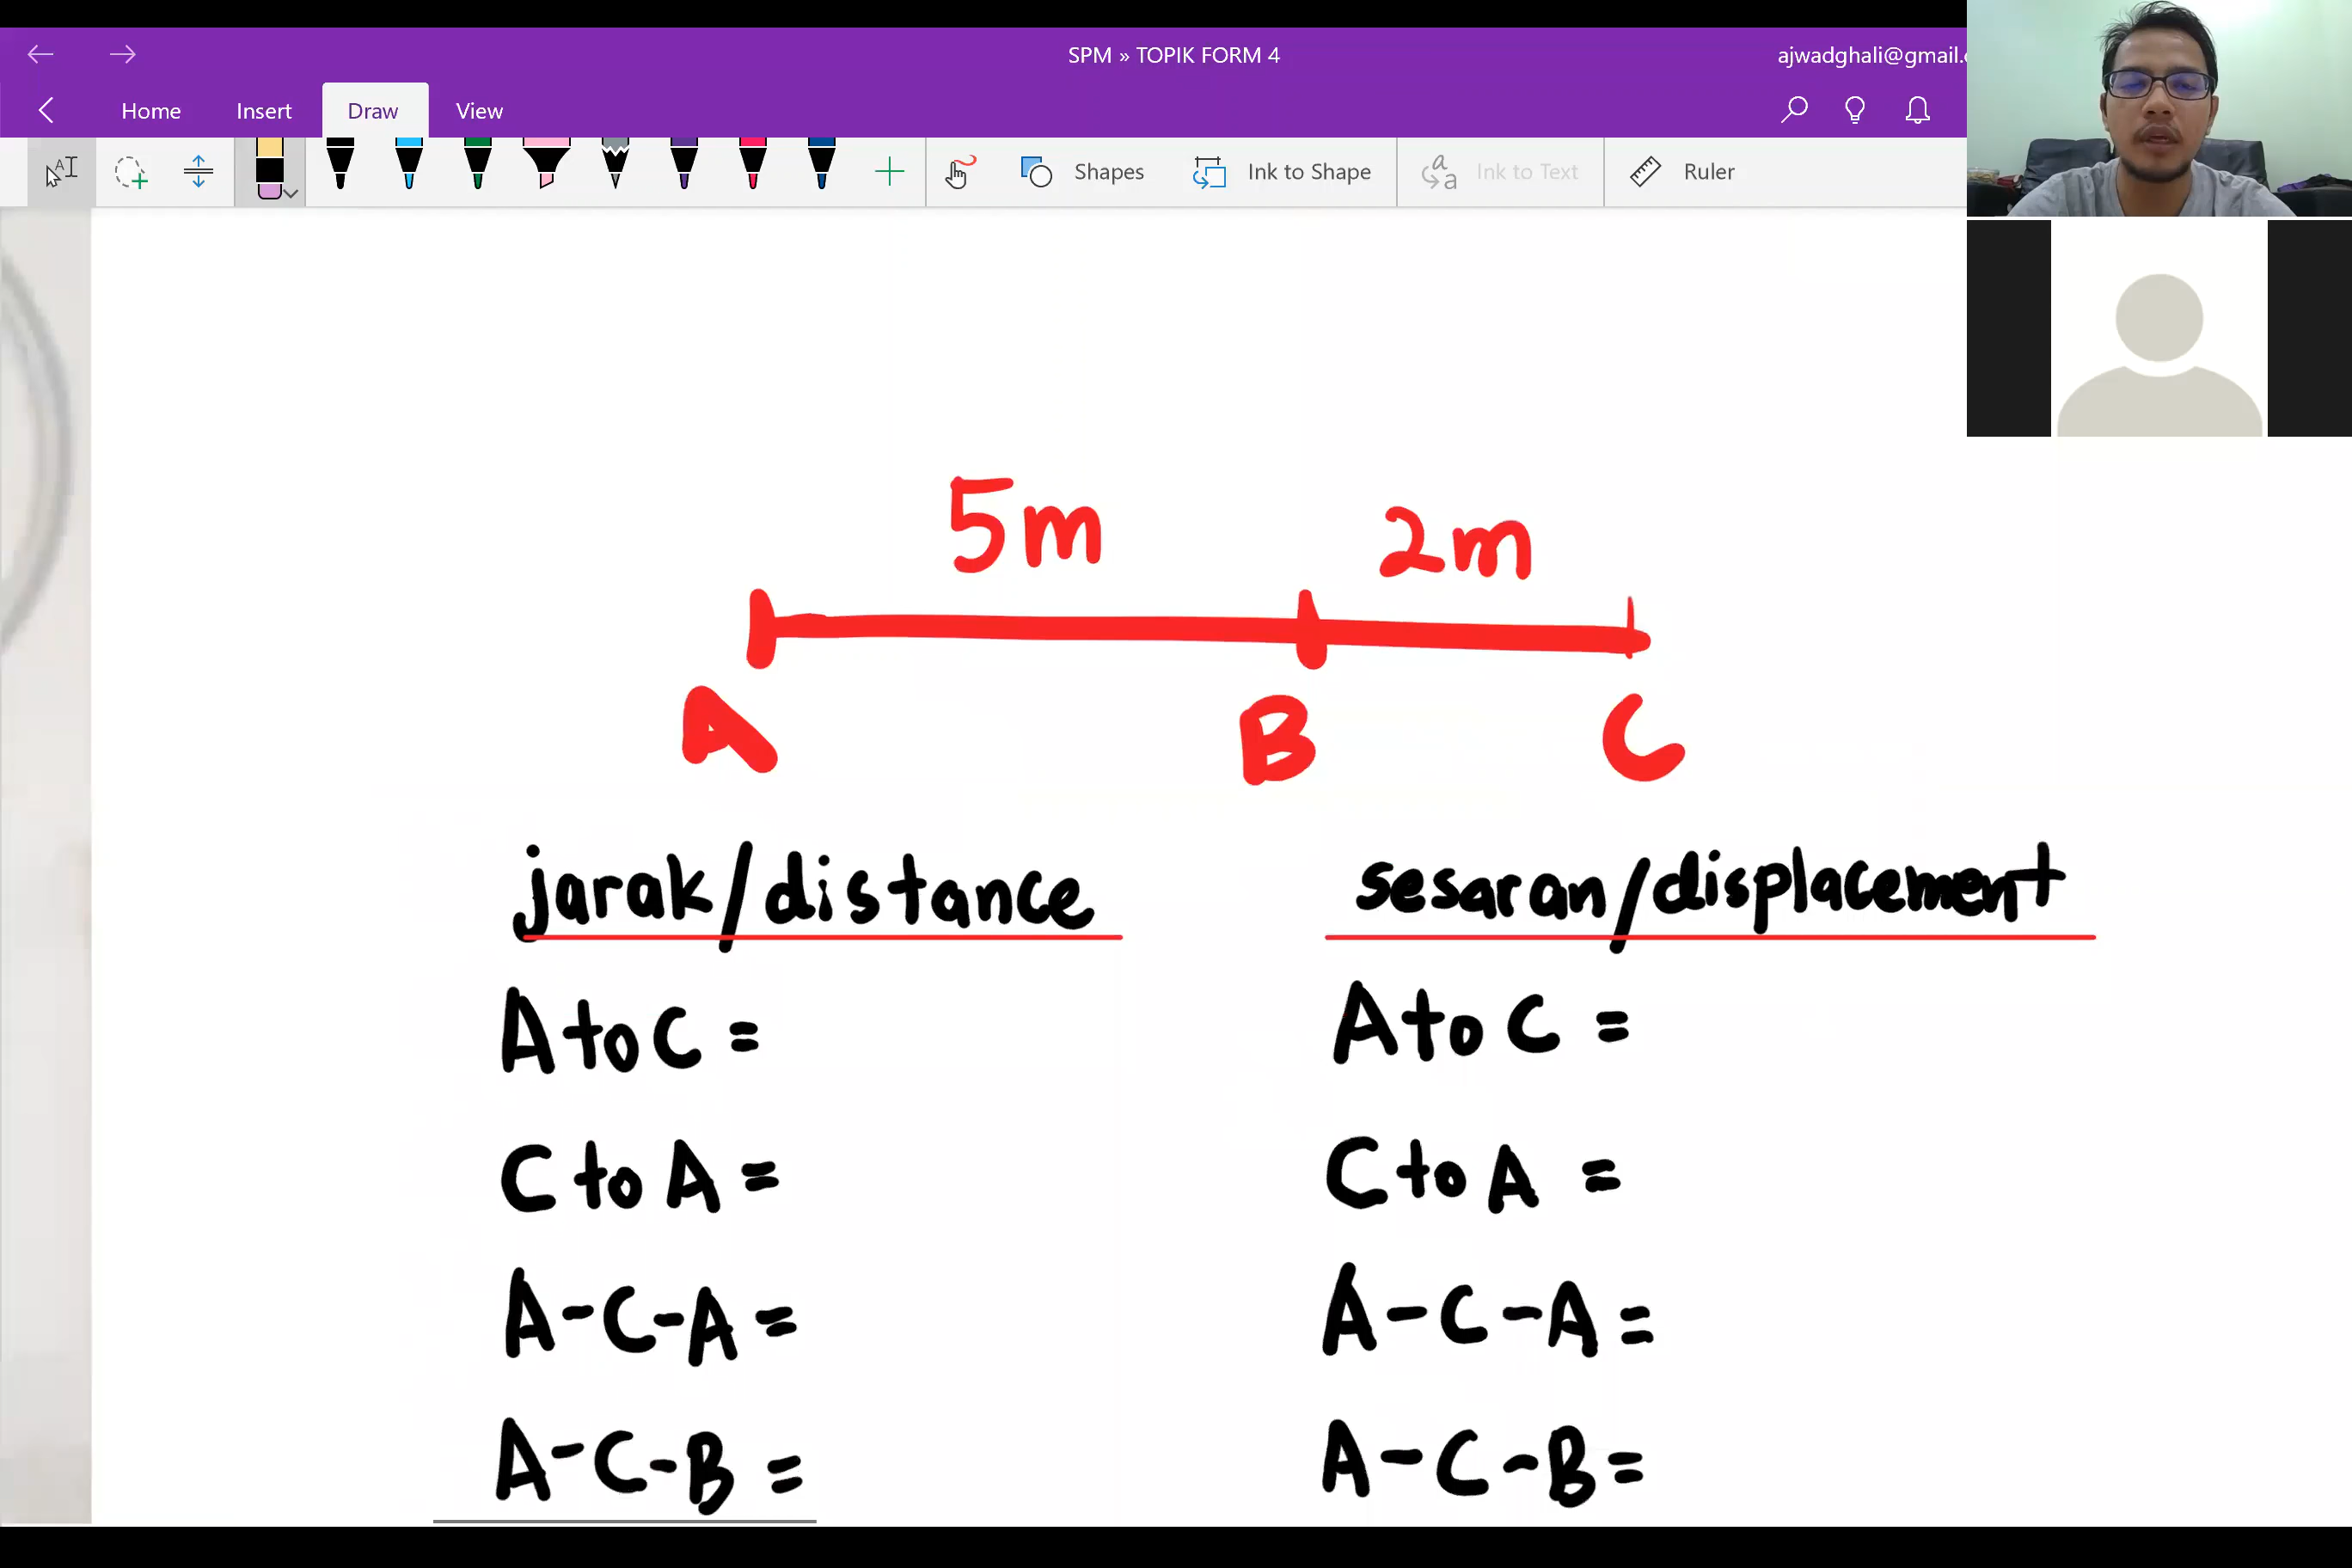 SPM » TOPIK FORM 4
ajwadghali@gmail.
Home Insert Draw View
Shapes Ink to Shape Ink to Text Ruler
5m 2m
A B C
jarak/distance sesaran/displacement
A to C = A to C =
C to A = C to A =
A-C-A = A-C-A =
A-C-B = A-C-B =